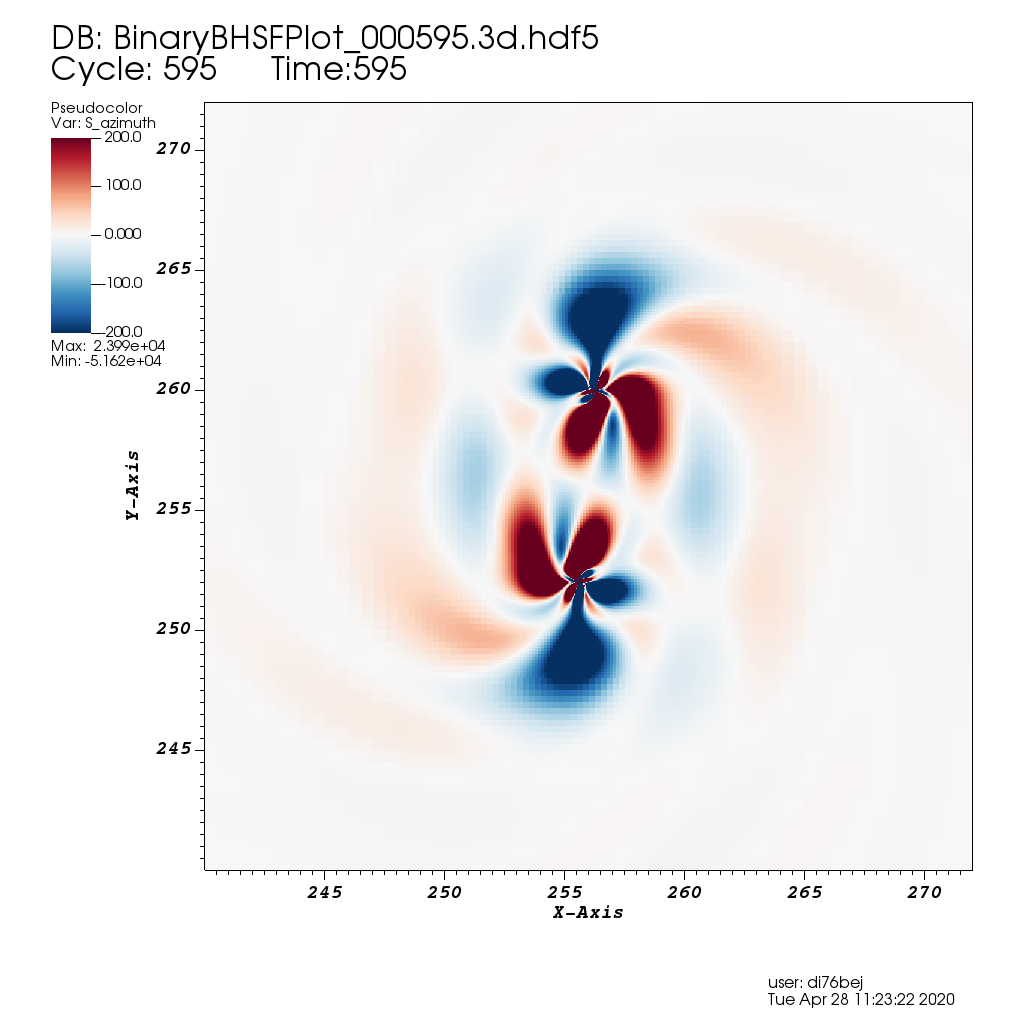 DB: BinaryBHSFPlot_000595.3d.hdf5
Cycle: 595 Time:595
Pseudocolor
Var: S_azimuth
200.0
100.0
0.000
-100.0
-200.0
Max: 2.399e+04
Min: -5.162e+04
270
265
260
255
250
245
Y-Axis
245 250 255 260 265 270
X-Axis
user: di76bej
Tue Apr 28 11:23:22 2020